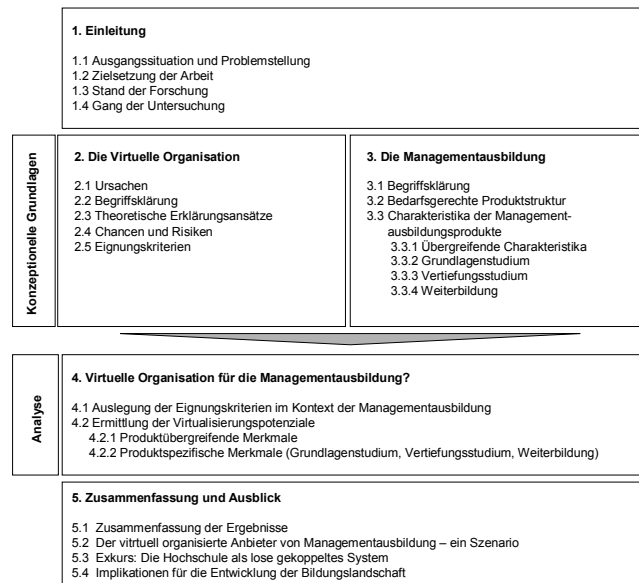 1. Einleitung
1.1 Ausgangssituation und Problemstellung
1.2 Zielsetzung der Arbeit
1.3 Stand der Forschung
1.4 Gang der Untersuchung
Konzeptionelle Grundlagen
2. Die Virtuelle Organisation
2.1 Ursachen
2.2 Begriffsklärung
2.3 Theoretische Erklärungsansätze
2.4 Chancen und Risiken
2.5 Eignungskriterien
3. Die Managementausbildung
3.1 Begriffsklärung
3.2 Bedarfsgerechte Produktstruktur
3.3 Charakteristika der Management-
ausbildungsprodukte
3.3.1 Übergreifende Charakteristika
3.3.2 Grundlagenstudium
3.3.3 Vertiefungsstudium
3.3.4 Weiterbildung
Analyse
4. Virtuelle Organisation für die Managementausbildung?
4.1 Auslegung der Eignungskriterien im Kontext der Managementausbildung
4.2 Ermittlung der Virtualisierungspotenziale
4.2.1 Produktübergreifende Merkmale
4.2.2 Produktspezifische Merkmale (Grundlagenstudium, Vertiefungsstudium, Weiterbildung)
5. Zusammenfassung und Ausblick
5.1 Zusammenfassung der Ergebnisse
5.2 Der vitrtuell organisierte Anbieter von Managementausbildung – ein Szenario
5.3 Exkurs: Die Hochschule als lose gekoppeltes System
5.4 Implikationen für die Entwicklung der Bildungslandschaft